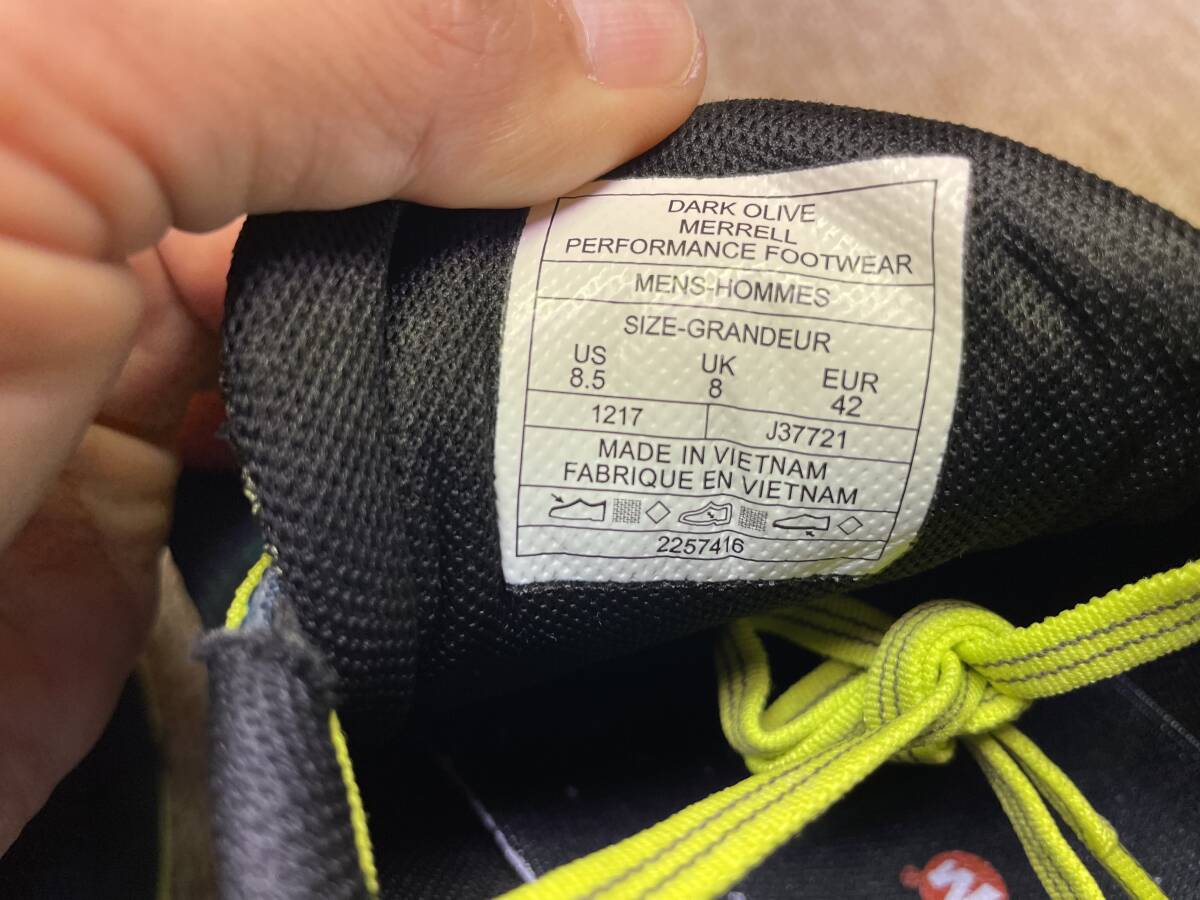 DARK OLIVE
MERRELL
PERFORMANCE FOOTWEAR
MENS-HOMMES
SIZE-GRANDEUR
US UK EUR
8.5 8 42
1217 J37721
MADE IN VIETNAM
FABRIQUE EN VIETNAM
2257416
M